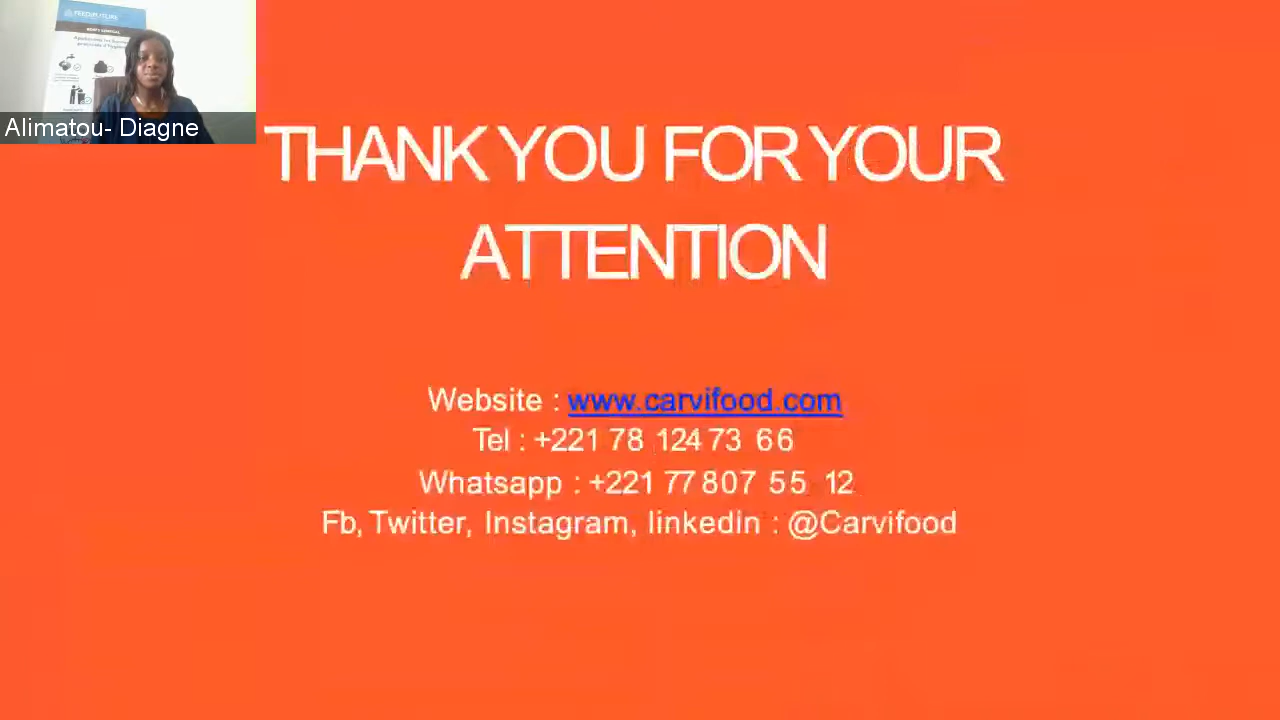 Alimatou- Diagne
THANK YOU FOR YOUR
ATTENTION
Website : www.carvifood.com
Tel : +221 78 124 73 66
Whatsapp : +221 77 807 55 12
Fb, Twitter, Instagram, linkedin : @Carvifood